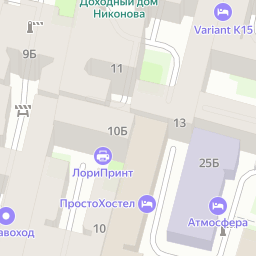 Доходный дом
Никонова
Variant K15
9Б
11
13
10Б
ЛориПринт
25Б
ПростоХостел
Атмосфера
авоход
10